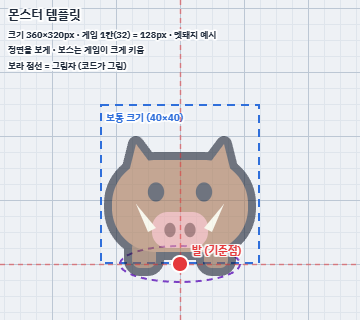 몬스터 템플릿
크기 360×320px · 게임 1칸(32) = 128px · 멧돼지 예시
정면을 보게 · 보스는 게임이 크게 키움
보라 점선 = 그림자 (코드가 그림)
보통 크기 (40×40)
발 (기준점)